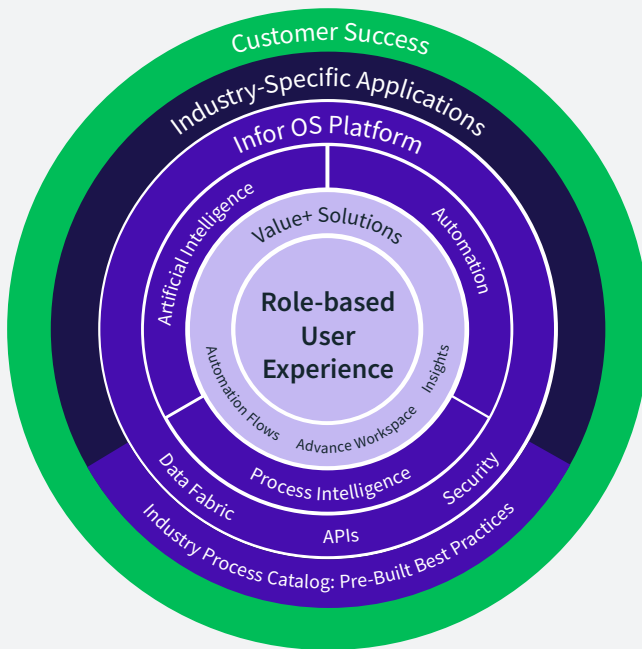 Customer Success
Industry-Specific Applications
Infor OS Platform
Artificial Intelligence
Automation
Value+ Solutions
Role-based
User
Experience
Automation Flows
Advance Workspace
Insights
Process Intelligence
Data Fabric
APIs
Security
Industry Process Catalog: Pre-Built Best Practices